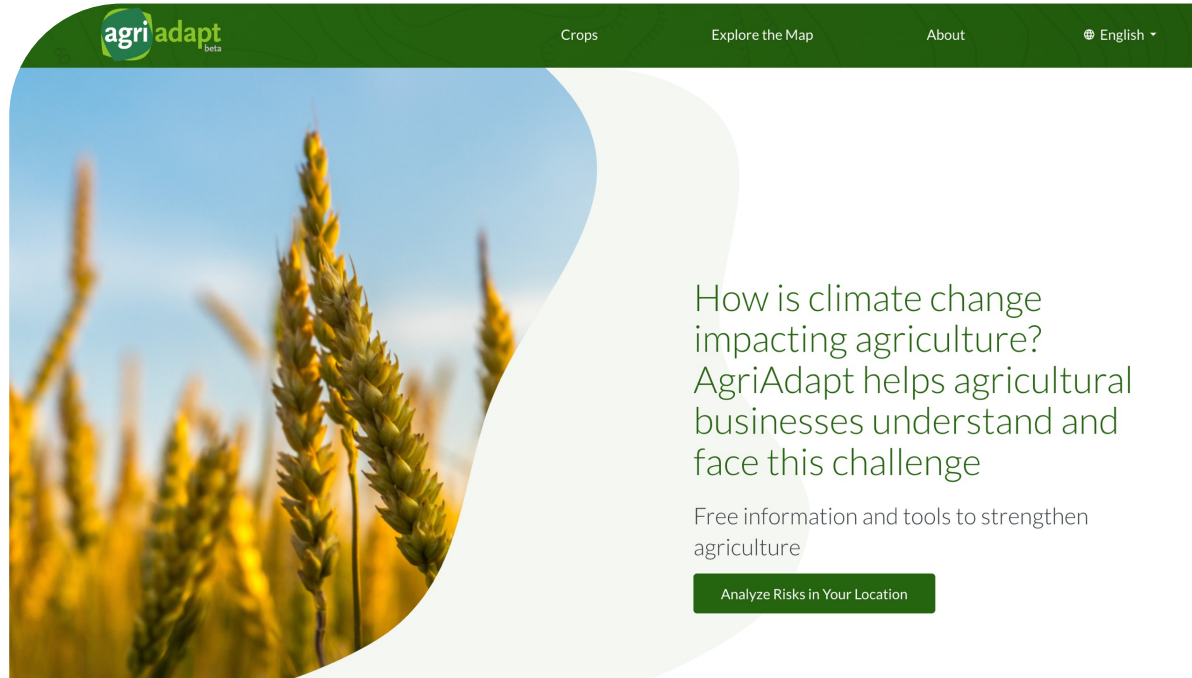 agri adapt
beta
Crops
Explore the Map
About
English
How is climate change
impacting agriculture?
AgriAdapt helps agricultural
businesses understand and
face this challenge
Free information and tools to strengthen
agriculture
Analyze Risks in Your Location